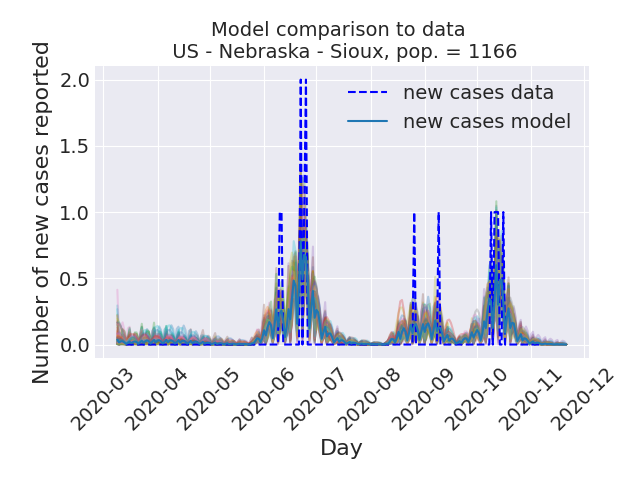 Model comparison to data
US - Nebraska - Sioux, pop. = 1166
Number of new cases reported
2.0
1.5
1.0
0.5
0.0
new cases data
new cases model
2020-03
2020-04
2020-05
2020-06
2020-07
2020-08
2020-09
2020-10
2020-11
2020-12
Day